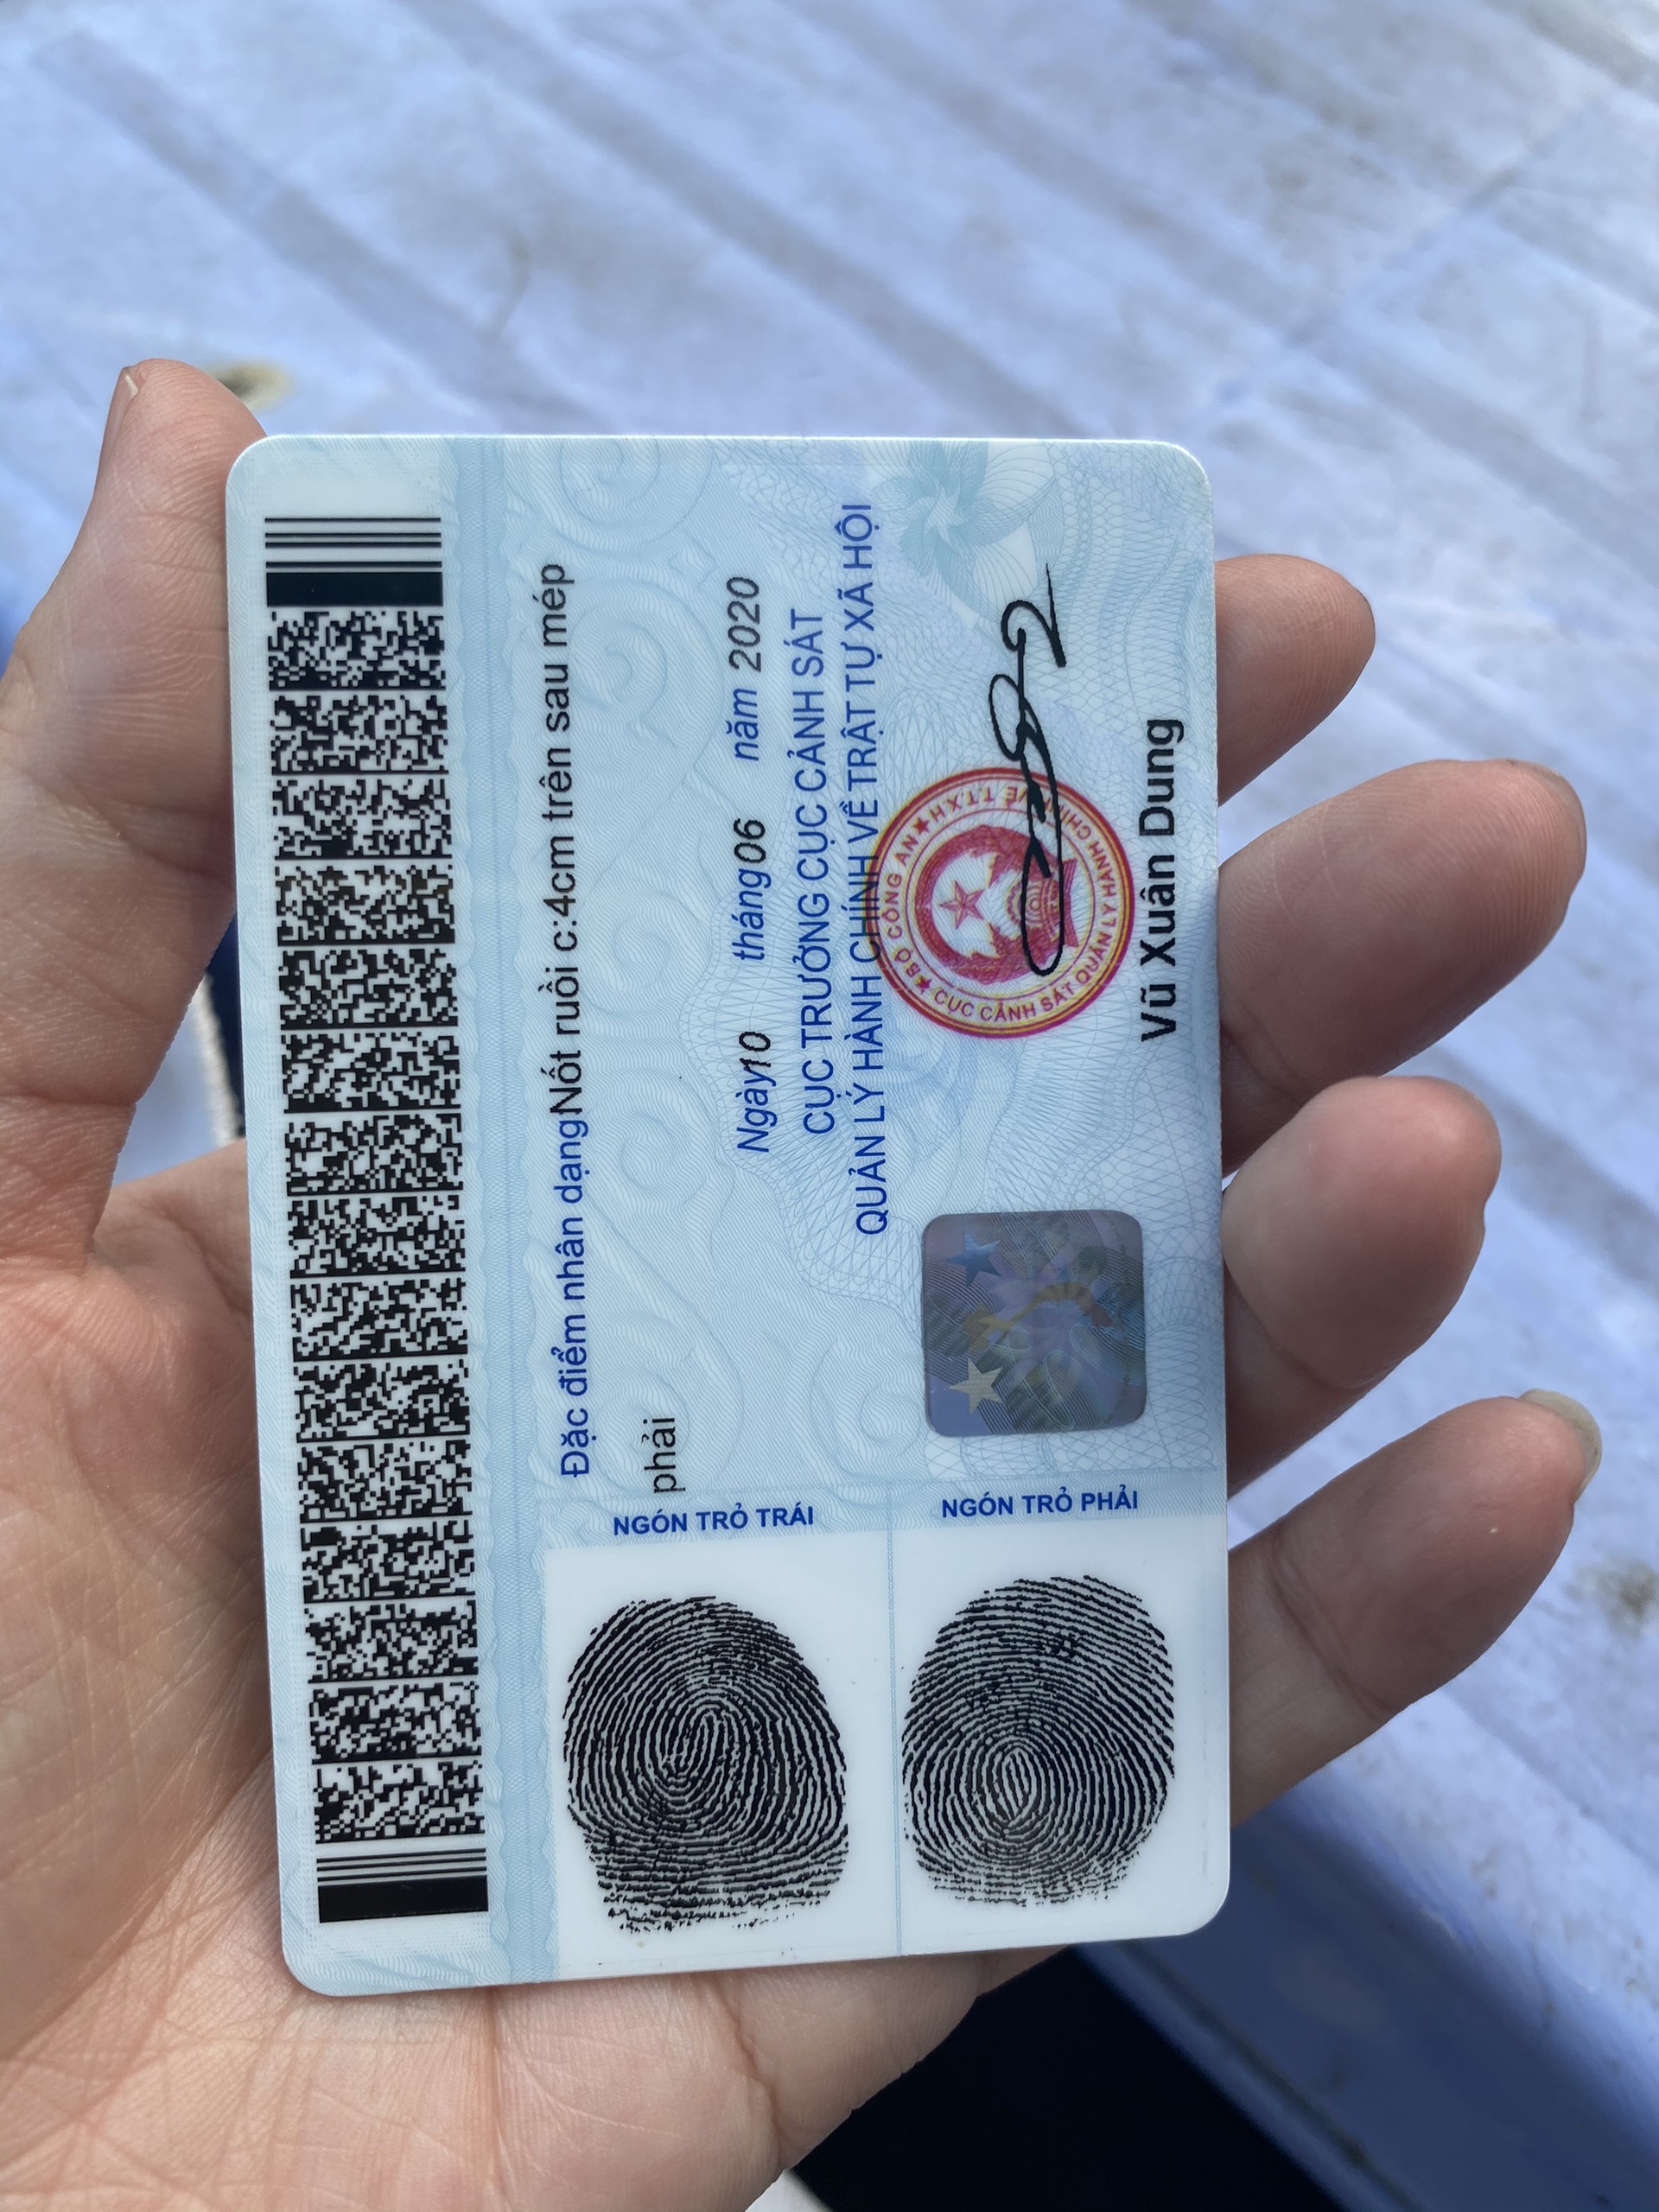 Đặc điểm nhân dạngNốt ruồi c:4cm trên sau mép
phải
Ngày10 tháng06 năm 2020
CỤC TRƯỞNG CỤC CẢNH SÁT
QUẢN LÝ HÀNH CHÍNH VỀ TRẬT TỰ XÃ HỘI
BỘ CÔNG AN
CỤC CẢNH SÁT QUẢN LÝ HÀNH CHÍNH VỀ TTXH
Vũ Xuân Dung
NGÓN TRỎ TRÁI
NGÓN TRỎ PHẢI